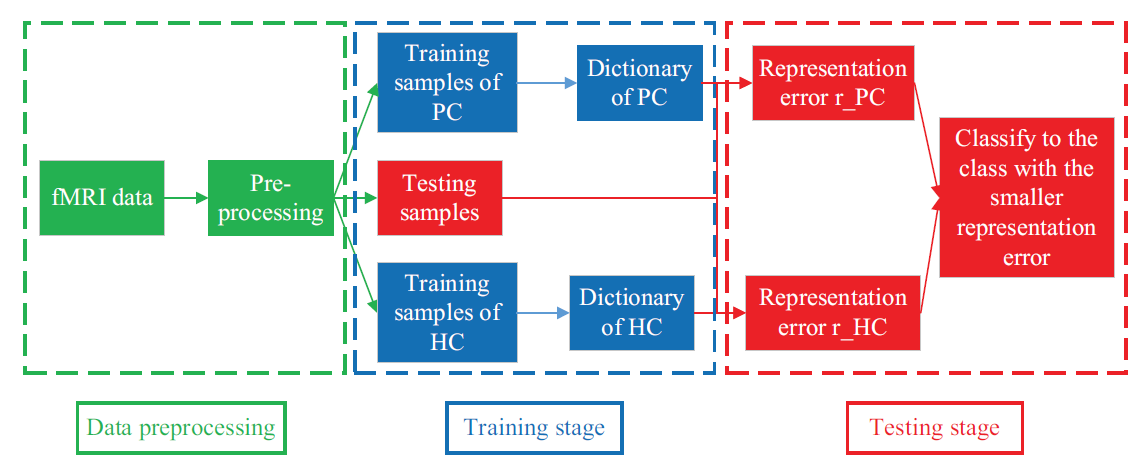 fMRI data
Pre-
processing
Training
samples of
PC
Testing
samples
Training
samples of
HC
Dictionary
of PC
Dictionary
of HC
Representation
error r_PC
Representation
error r_HC
Classify to the
class with the
smaller
representation
error
Data preprocessing
Training stage
Testing stage